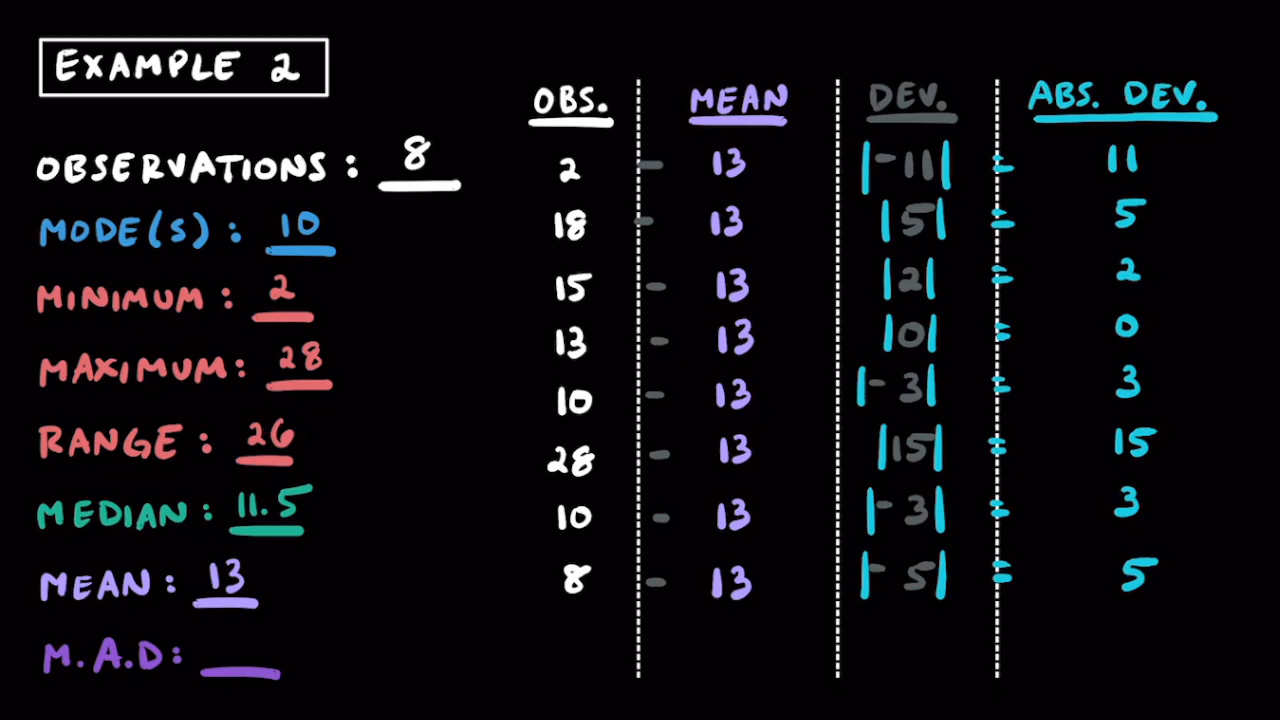 EXAMPLE 2
OBSERVATIONS: 8
MODE(S): 10
MINIMUM: 2
MAXIMUM: 28
RANGE: 26
MEDIAN: 11.5
MEAN: 13
M.A.D:
OBS. MEAN DEV. ABS. DEV.
2 - 13 |-11| = 11
18 - 13 |5| = 5
15 - 13 |2| = 2
13 - 13 |0| = 0
10 - 13 |-3| = 3
28 - 13 |15| = 15
10 - 13 |-3| = 3
8 - 13 |-5| = 5